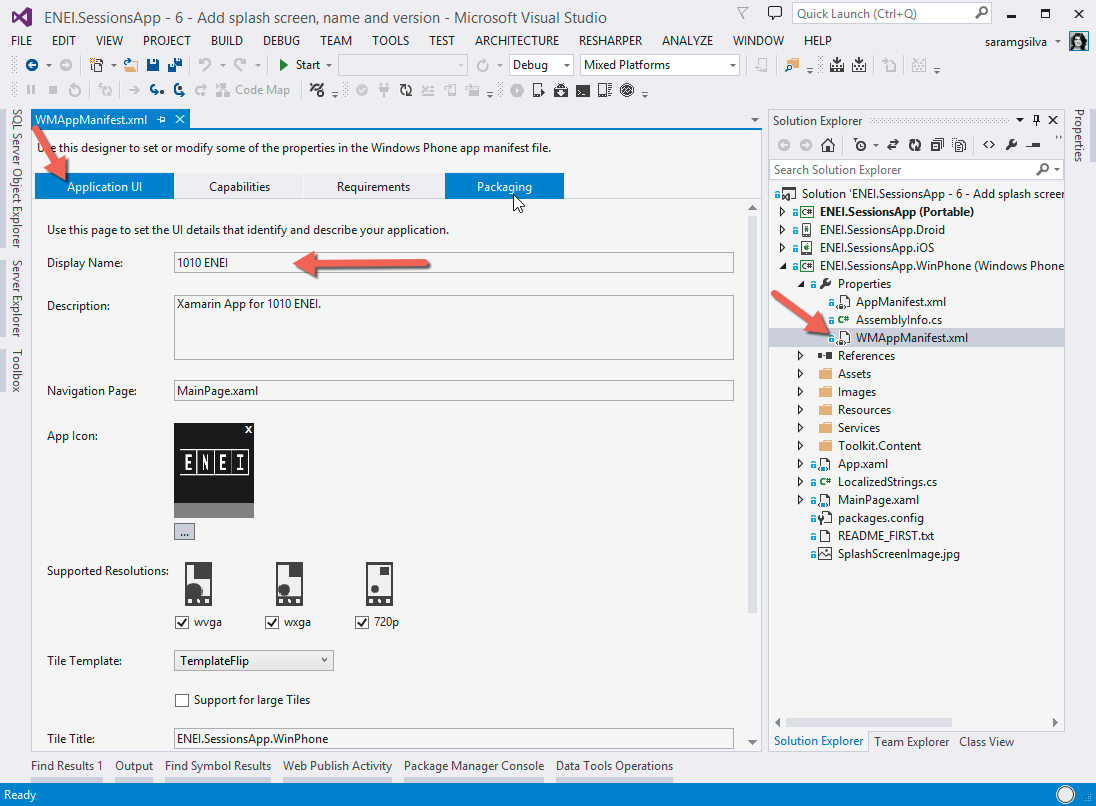 ENEI.SessionsApp - 6 - Add splash screen, name and version - Microsoft Visual Studio
Quick Launch (Ctrl+Q)
FILE EDIT VIEW PROJECT BUILD DEBUG TEAM TOOLS TEST ARCHITECTURE RESHARPER ANALYZE WINDOW HELP
saramgsilva
Start Debug Mixed Platforms
Code Map
SQL Server Object Explorer
Server Explorer
Toolbox
WMAppManifest.xml
Use this designer to set or modify some of the properties in the Windows Phone app manifest file.
Application UI Capabilities Requirements Packaging
Use this page to set the UI details that identify and describe your application.
Display Name: 1010 ENEI
Description: Xamarin App for 1010 ENEI.
Navigation Page: MainPage.xaml
App Icon:
X
ENEI
...
Supported Resolutions:
wvga wxga 720p
Tile Template: TemplateFlip
Support for large Tiles
Tile Title: ENEI.SessionsApp.WinPhone
Solution Explorer
Search Solution Explorer
Solution 'ENEI.SessionsApp - 6 - Add splash screen
C# ENEI.SessionsApp (Portable)
ENEI.SessionsApp.Droid
ENEI.SessionsApp.iOS
C# ENEI.SessionsApp.WinPhone (Windows Phone
Properties
AppManifest.xml
C# AssemblyInfo.cs
WMAppManifest.xml
References
Assets
Images
Resources
Services
Toolkit.Content
App.xaml
C# LocalizedStrings.cs
MainPage.xaml
packages.config
README_FIRST.txt
SplashScreenImage.jpg
Solution Explorer Team Explorer Class View
Properties
Find Results 1 Output Find Symbol Results Web Publish Activity Package Manager Console Data Tools Operations
Ready